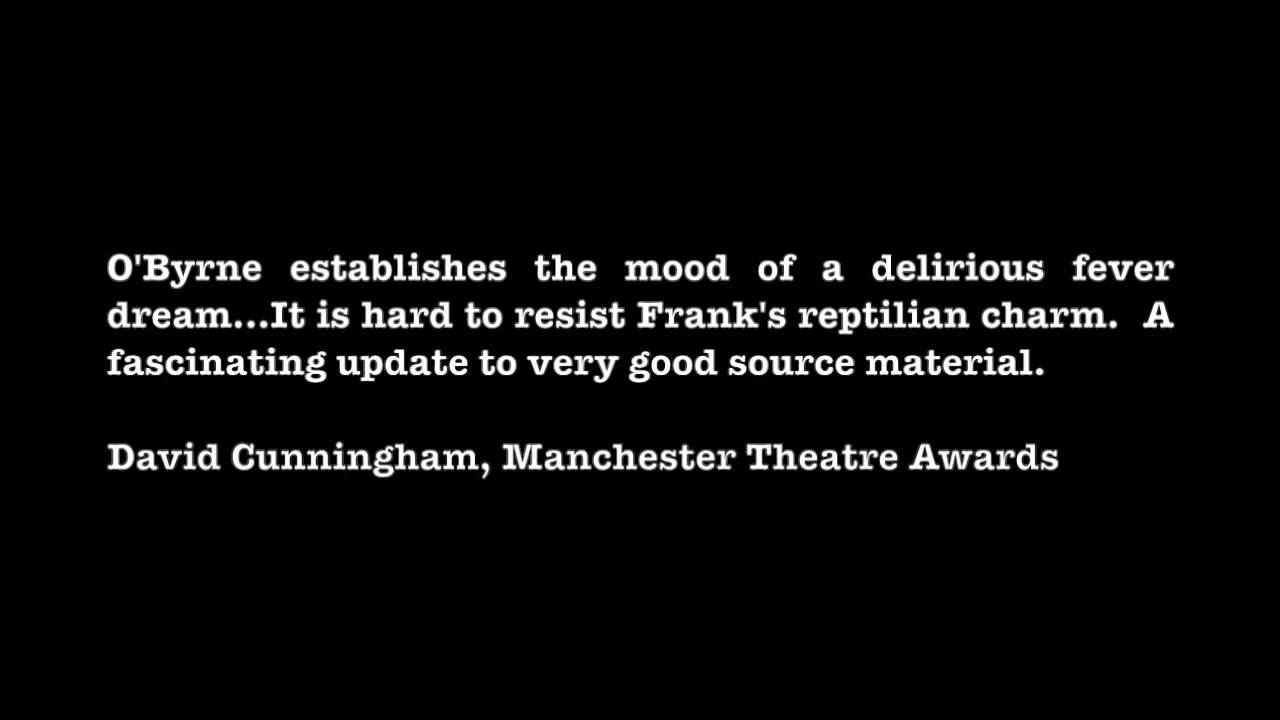 O'Byrne establishes the mood of a delirious fever
dream...It is hard to resist Frank's reptilian charm.  A
fascinating update to very good source material.
David Cunningham, Manchester Theatre Awards